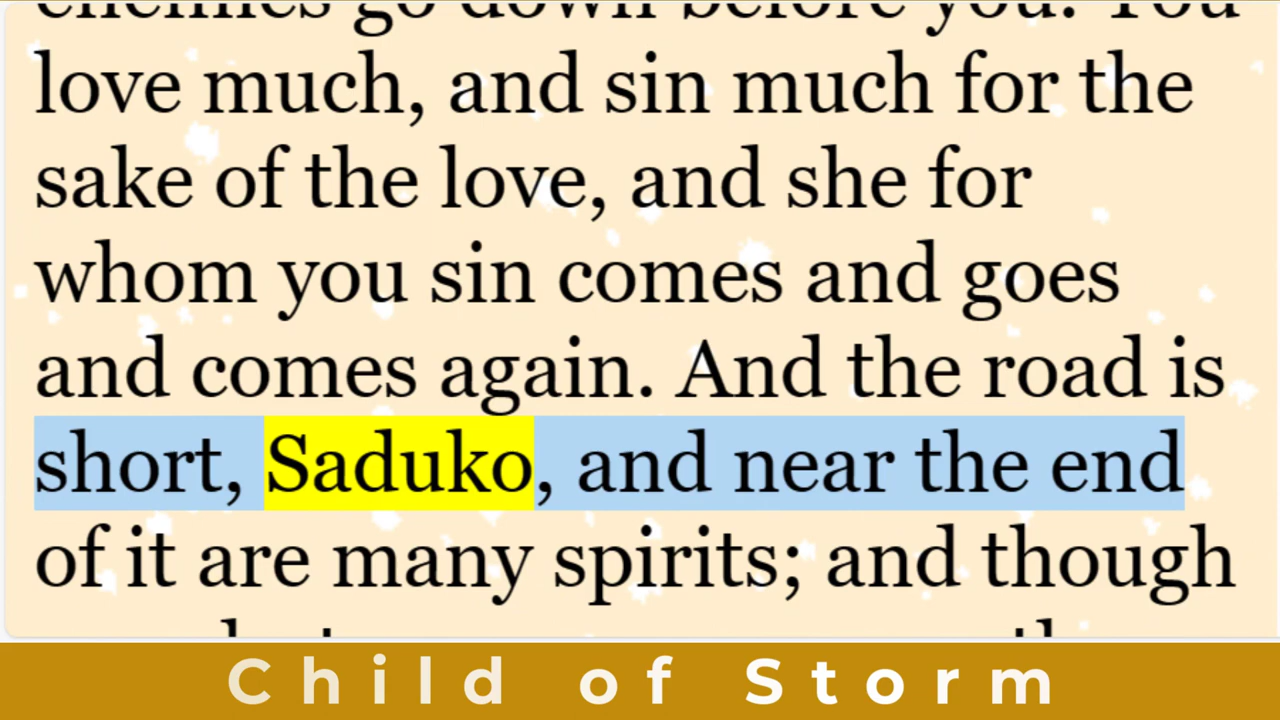 enemies go down before you. You
love much, and sin much for the
sake of the love, and she for
whom you sin comes and goes
and comes again. And the road is
short, Saduko, and near the end
of it are many spirits; and though
Child of Storm